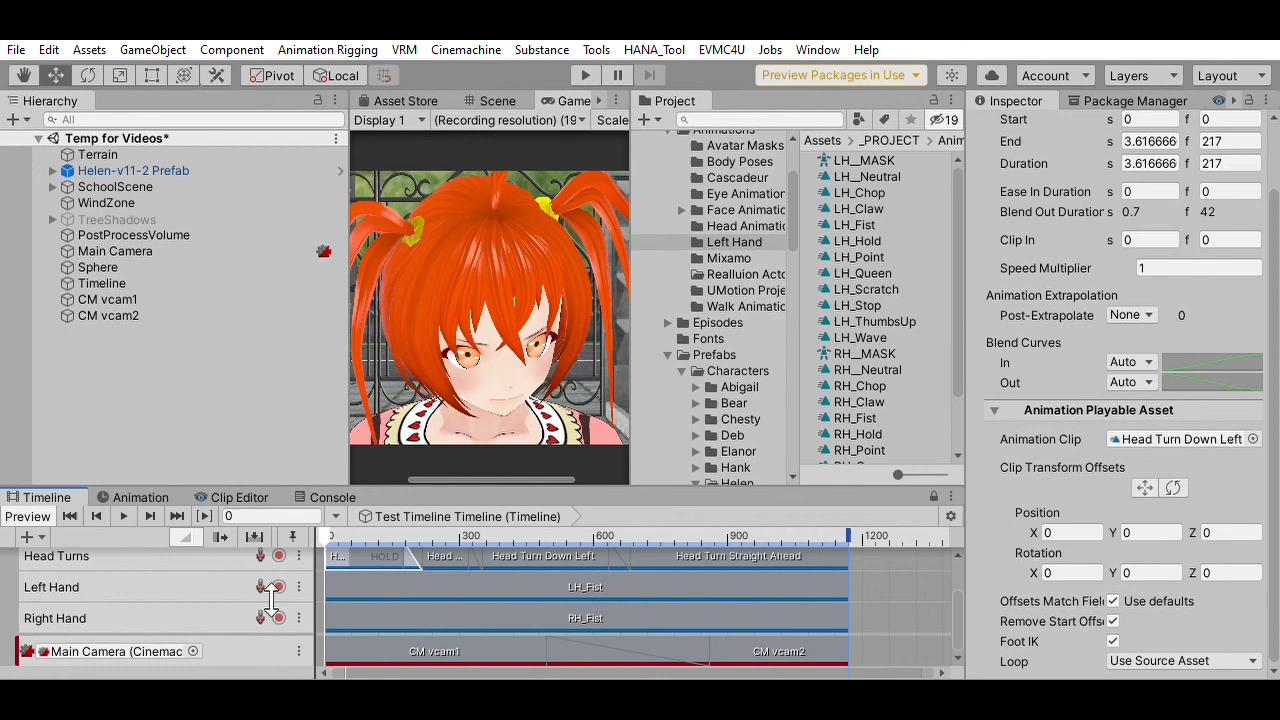 File Edit Assets GameObject Component Animation Rigging VRM Cinemachine Substance Tools HANA_Tool EVMC4U Jobs Window Help
Pivot Local Preview Packages in Use Account Layers Layout
Hierarchy
All
Temp for Videos*
Terrain
Helen-v11-2 Prefab
SchoolScene
WindZone
TreeShadows
PostProcessVolume
Main Camera
Sphere
Timeline
CM vcam1
CM vcam2
Asset Store Scene Game
Display 1 (Recording resolution) (19 Scale
Project
19
Avatar Masks
Body Poses
Cascadeur
Eye Animation
Face Animatic
Head Animatic
Left Hand
Mixamo
Realluion Actc
UMotion Proje
Walk Animatic
Episodes
Fonts
Prefabs
Characters
Abigail
Bear
Chesty
Deb
Elanor
Hank
Helen
Assets _PROJECT Anim
LH__MASK
LH__Neutral
LH_Chop
LH_Claw
LH_Fist
LH_Hold
LH_Point
LH_Queen
LH_Scratch
LH_Stop
LH_ThumbsUp
LH_Wave
RH__MASK
RH__Neutral
RH_Chop
RH_Claw
RH_Fist
RH_Hold
RH_Point
Inspector Package Manager
Start s 0 f 0
End s 3.616666 f 217
Duration s 3.616666 f 217
Ease In Duration s 0 f 0
Blend Out Duration s 0.7 f 42
Clip In s 0 f 0
Speed Multiplier 1
Animation Extrapolation
Post-Extrapolate None 0
Blend Curves
In Auto
Out Auto
Animation Playable Asset
Animation Clip Head Turn Down Left
Clip Transform Offsets
Position
X 0 Y 0 Z 0
Rotation
X 0 Y 0 Z 0
Offsets Match Field Use defaults
Remove Start Offse
Foot IK
Loop Use Source Asset
Timeline Animation Clip Editor Console
Preview 0 Test Timeline Timeline (Timeline)
0 300 600 900 1200
Head Turns H... HOLD Head ... Head Turn Down Left Head Turn Straight Ahead
Left Hand LH_Fist
Right Hand RH_Fist
Main Camera (Cinemac CM vcam1 CM vcam2